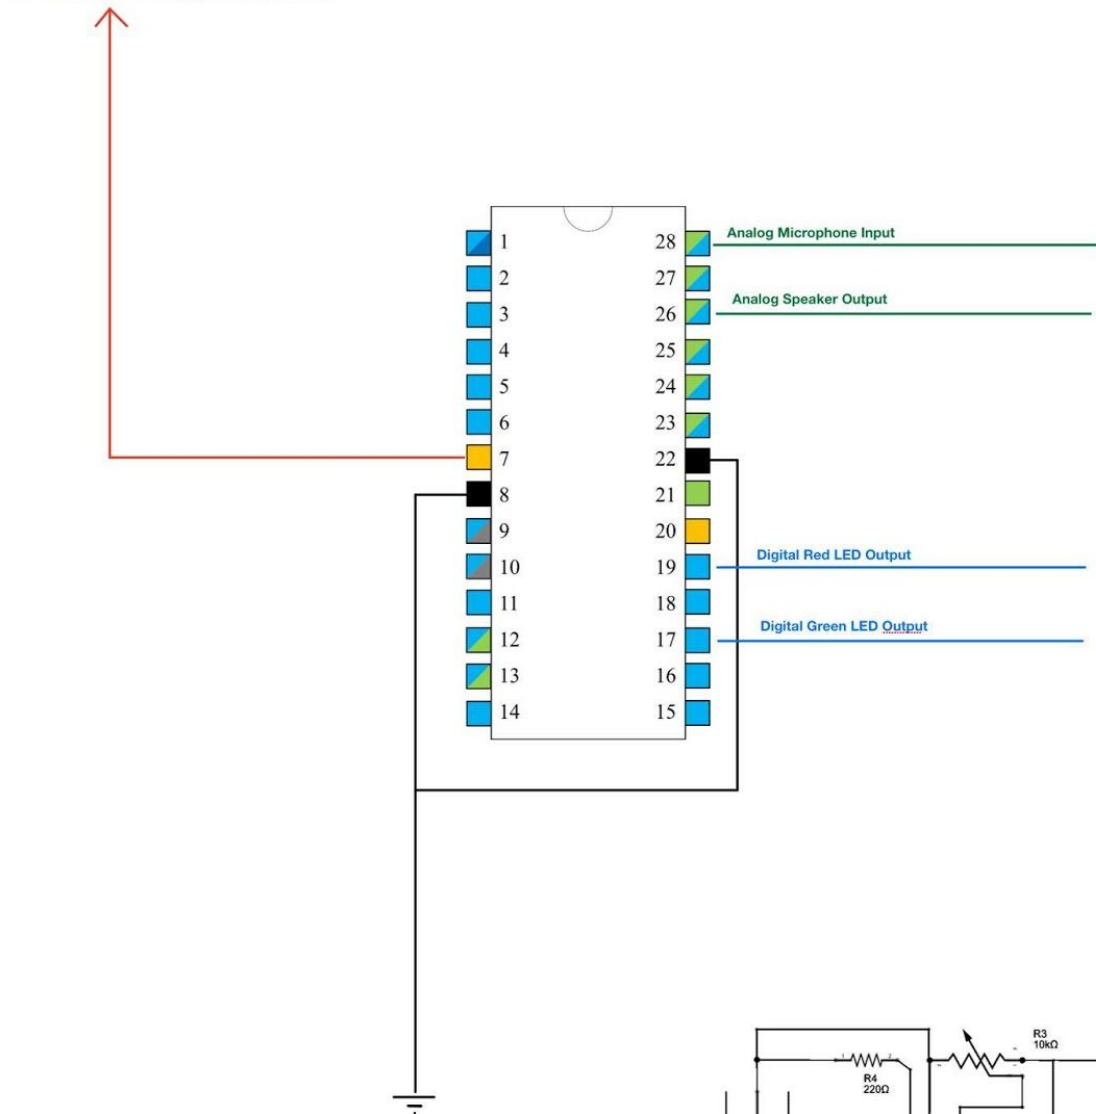 1 28 Analog Microphone Input
2 27
3 26 Analog Speaker Output
4 25
5 24
6 23
7 22
8 21
9 20
10 19 Digital Red LED Output
11 18
12 17 Digital Green LED Output
13 16
14 15
R3
10kΩ
R4
220Ω